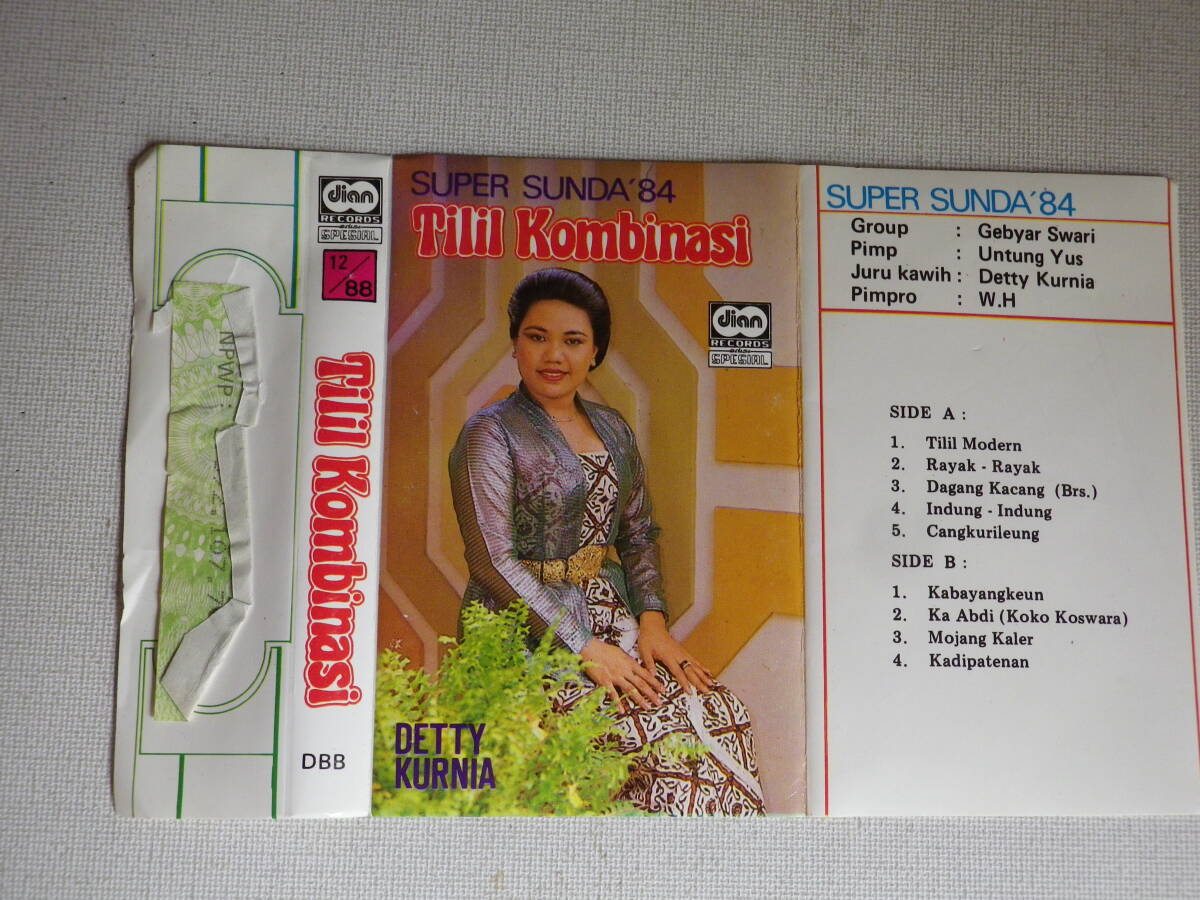 NPWP :
dian
RECORDS
SPESIAL
12/88
Tilil Kombinasi
DBB
SUPER SUNDA'84
Tilil Kombinasi
dian
RECORDS
SPESIAL
DETTY
KURNIA
SUPER SUNDA'84
Group : Gebyar Swari
Pimp : Untung Yus
Juru kawih : Detty Kurnia
Pimpro : W.H
SIDE A :
1. Tilil Modern
2. Rayak - Rayak
3. Dagang Kacang (Brs.)
4. Indung - Indung
5. Cangkurileung
SIDE B :
1. Kabayangkeun
2. Ka Abdi (Koko Koswara)
3. Mojang Kaler
4. Kadipatenan